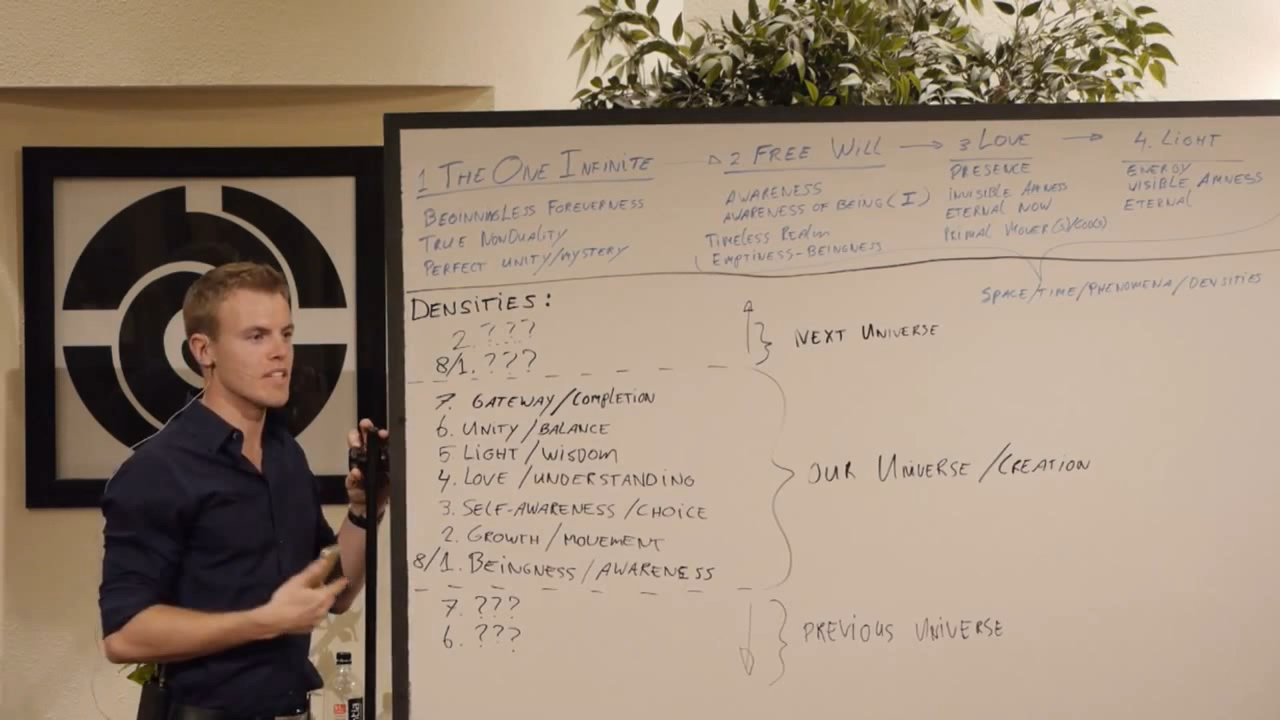 1 THE ONE INFINITE
BEGINNINGLESS FOREVERNESS
TRUE NONDUALITY
PERFECT UNITY/MYSTERY
→ 2 FREE WILL
AWARENESS
AWARENESS OF BEING (I)
TIMELESS REALM
EMPTINESS-BEINGNESS
→ 3 LOVE
PRESENCE
INVISIBLE AMNESS
ETERNAL NOW
PRIMAL MOVER(S)/
→ 4. LIGHT
ENERGY
VISIBLE AMNESS
ETERNAL
SPACE/TIME/PHENOMENA/DENSITIES
DENSITIES:
2. ???
8/1. ???
NEXT UNIVERSE
7. GATEWAY/COMPLETION
6. UNITY/BALANCE
5 LIGHT/WISDOM
4. LOVE/UNDERSTANDING
3. SELF-AWARENESS/CHOICE
2. GROWTH/MOVEMENT
8/1. BEINGNESS/AWARENESS
OUR UNIVERSE/CREATION
7. ???
6. ???
PREVIOUS UNIVERSE